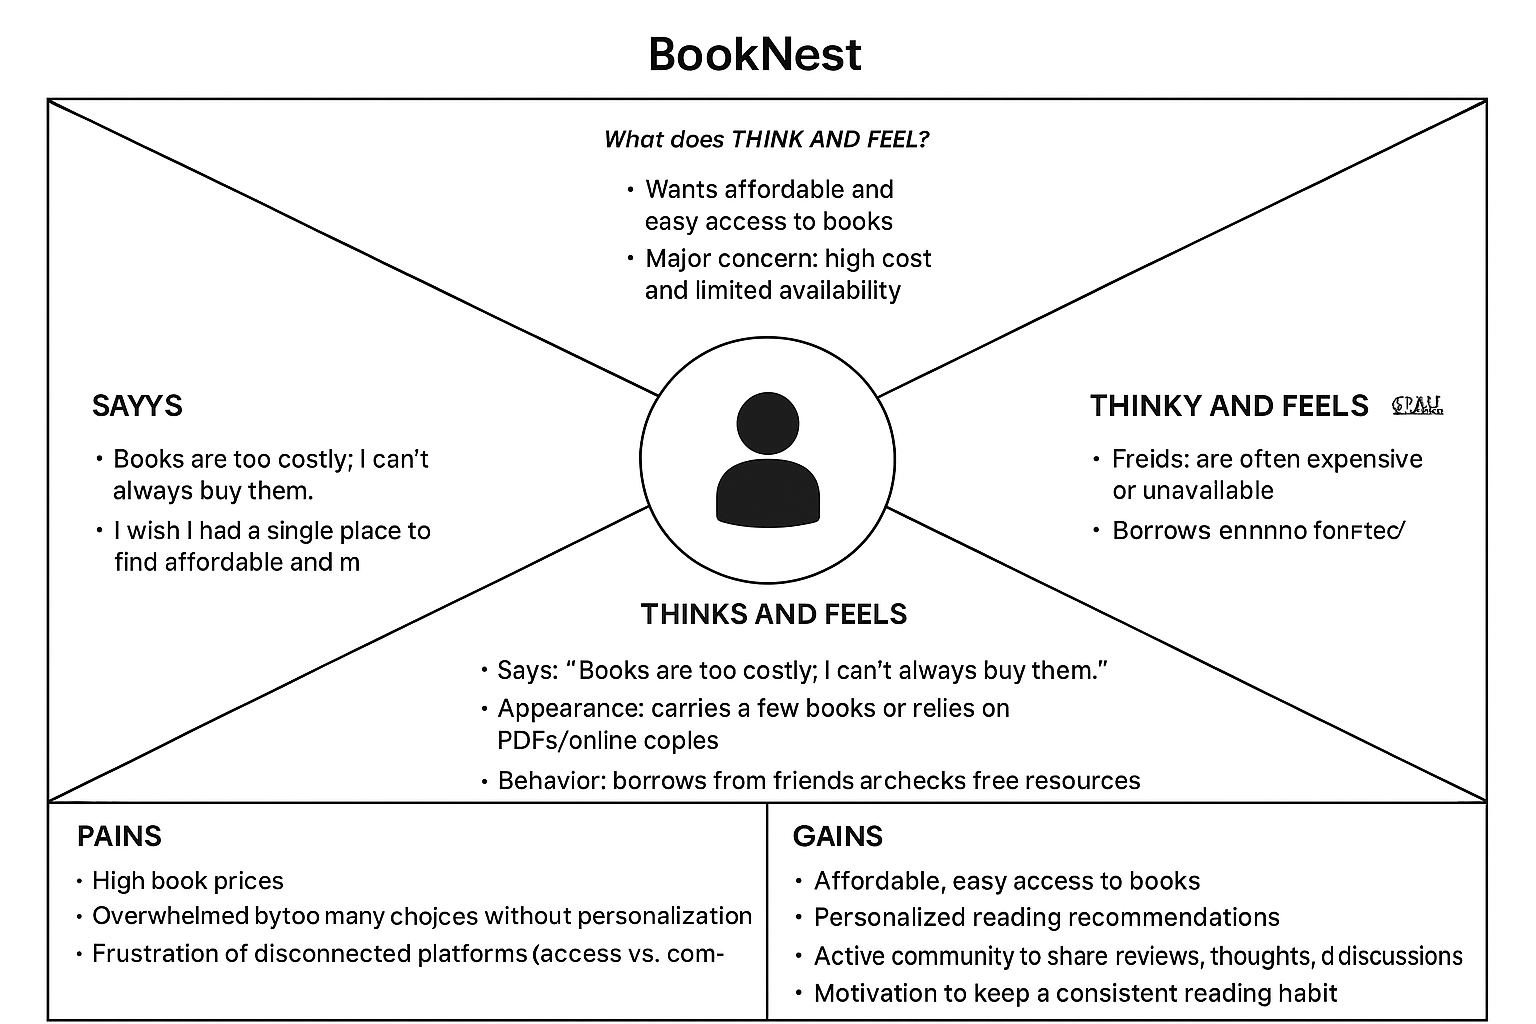 BookNest
What does THINK AND FEEL?
• Wants affordable and
easy access to books
• Major concern: high cost
and limited availability
SAYYS
• Books are too costly; I can’t
always buy them.
• I wish I had a single place to
find affordable and m
THINKY AND FEELS
• Freids: are often expensive
or unavailable
• Borrows ennnno
THINKS AND FEELS
• Says: “Books are too costly; I can’t always buy them.”
• Appearance: carries a few books or relies on
PDFs/online coples
• Behavior: borrows from friends archecks free resources
PAINS
• High book prices
• Overwhelmed bytoo many chojces without personalization
• Frustration of disconnected platforms (access vs. com-
GAINS
• Affordable, easy access to books
• Personalized reading recommendations
• Active community to share reviews, thoughts, d discussions
• Motivation to keep a consistent reading habit